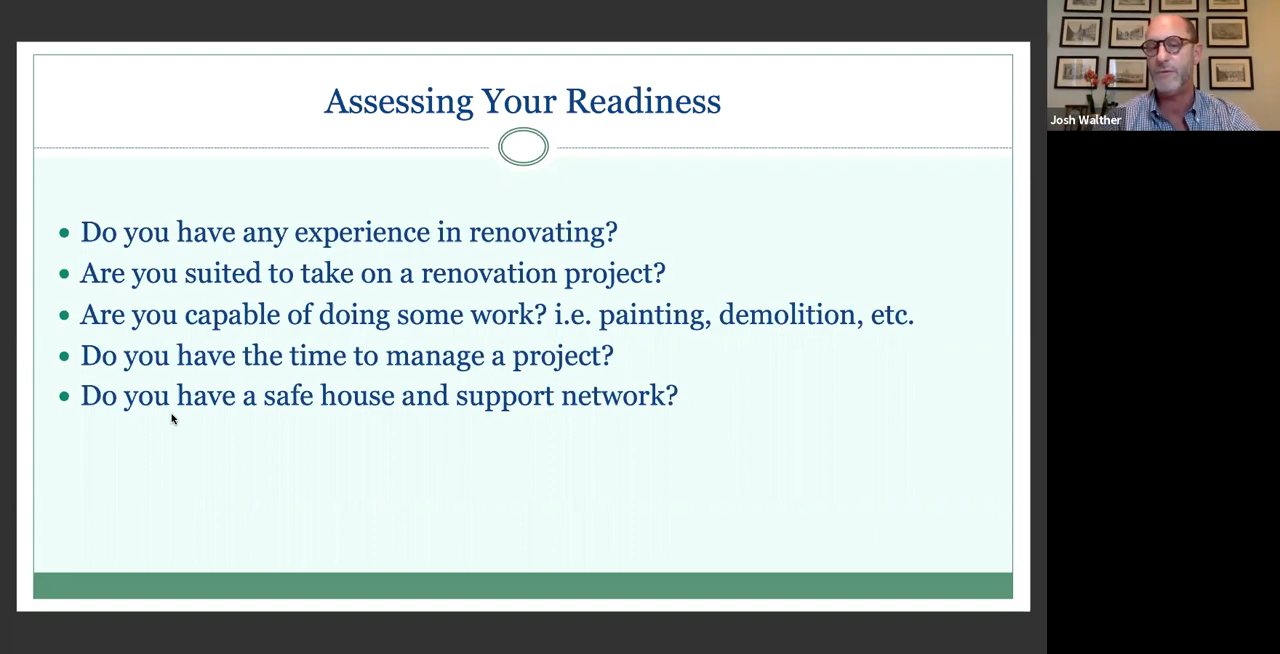 Assessing Your Readiness
Do you have any experience in renovating?
Are you suited to take on a renovation project?
Are you capable of doing some work? i.e. painting, demolition, etc.
Do you have the time to manage a project?
Do you have a safe house and support network?
Josh Walther